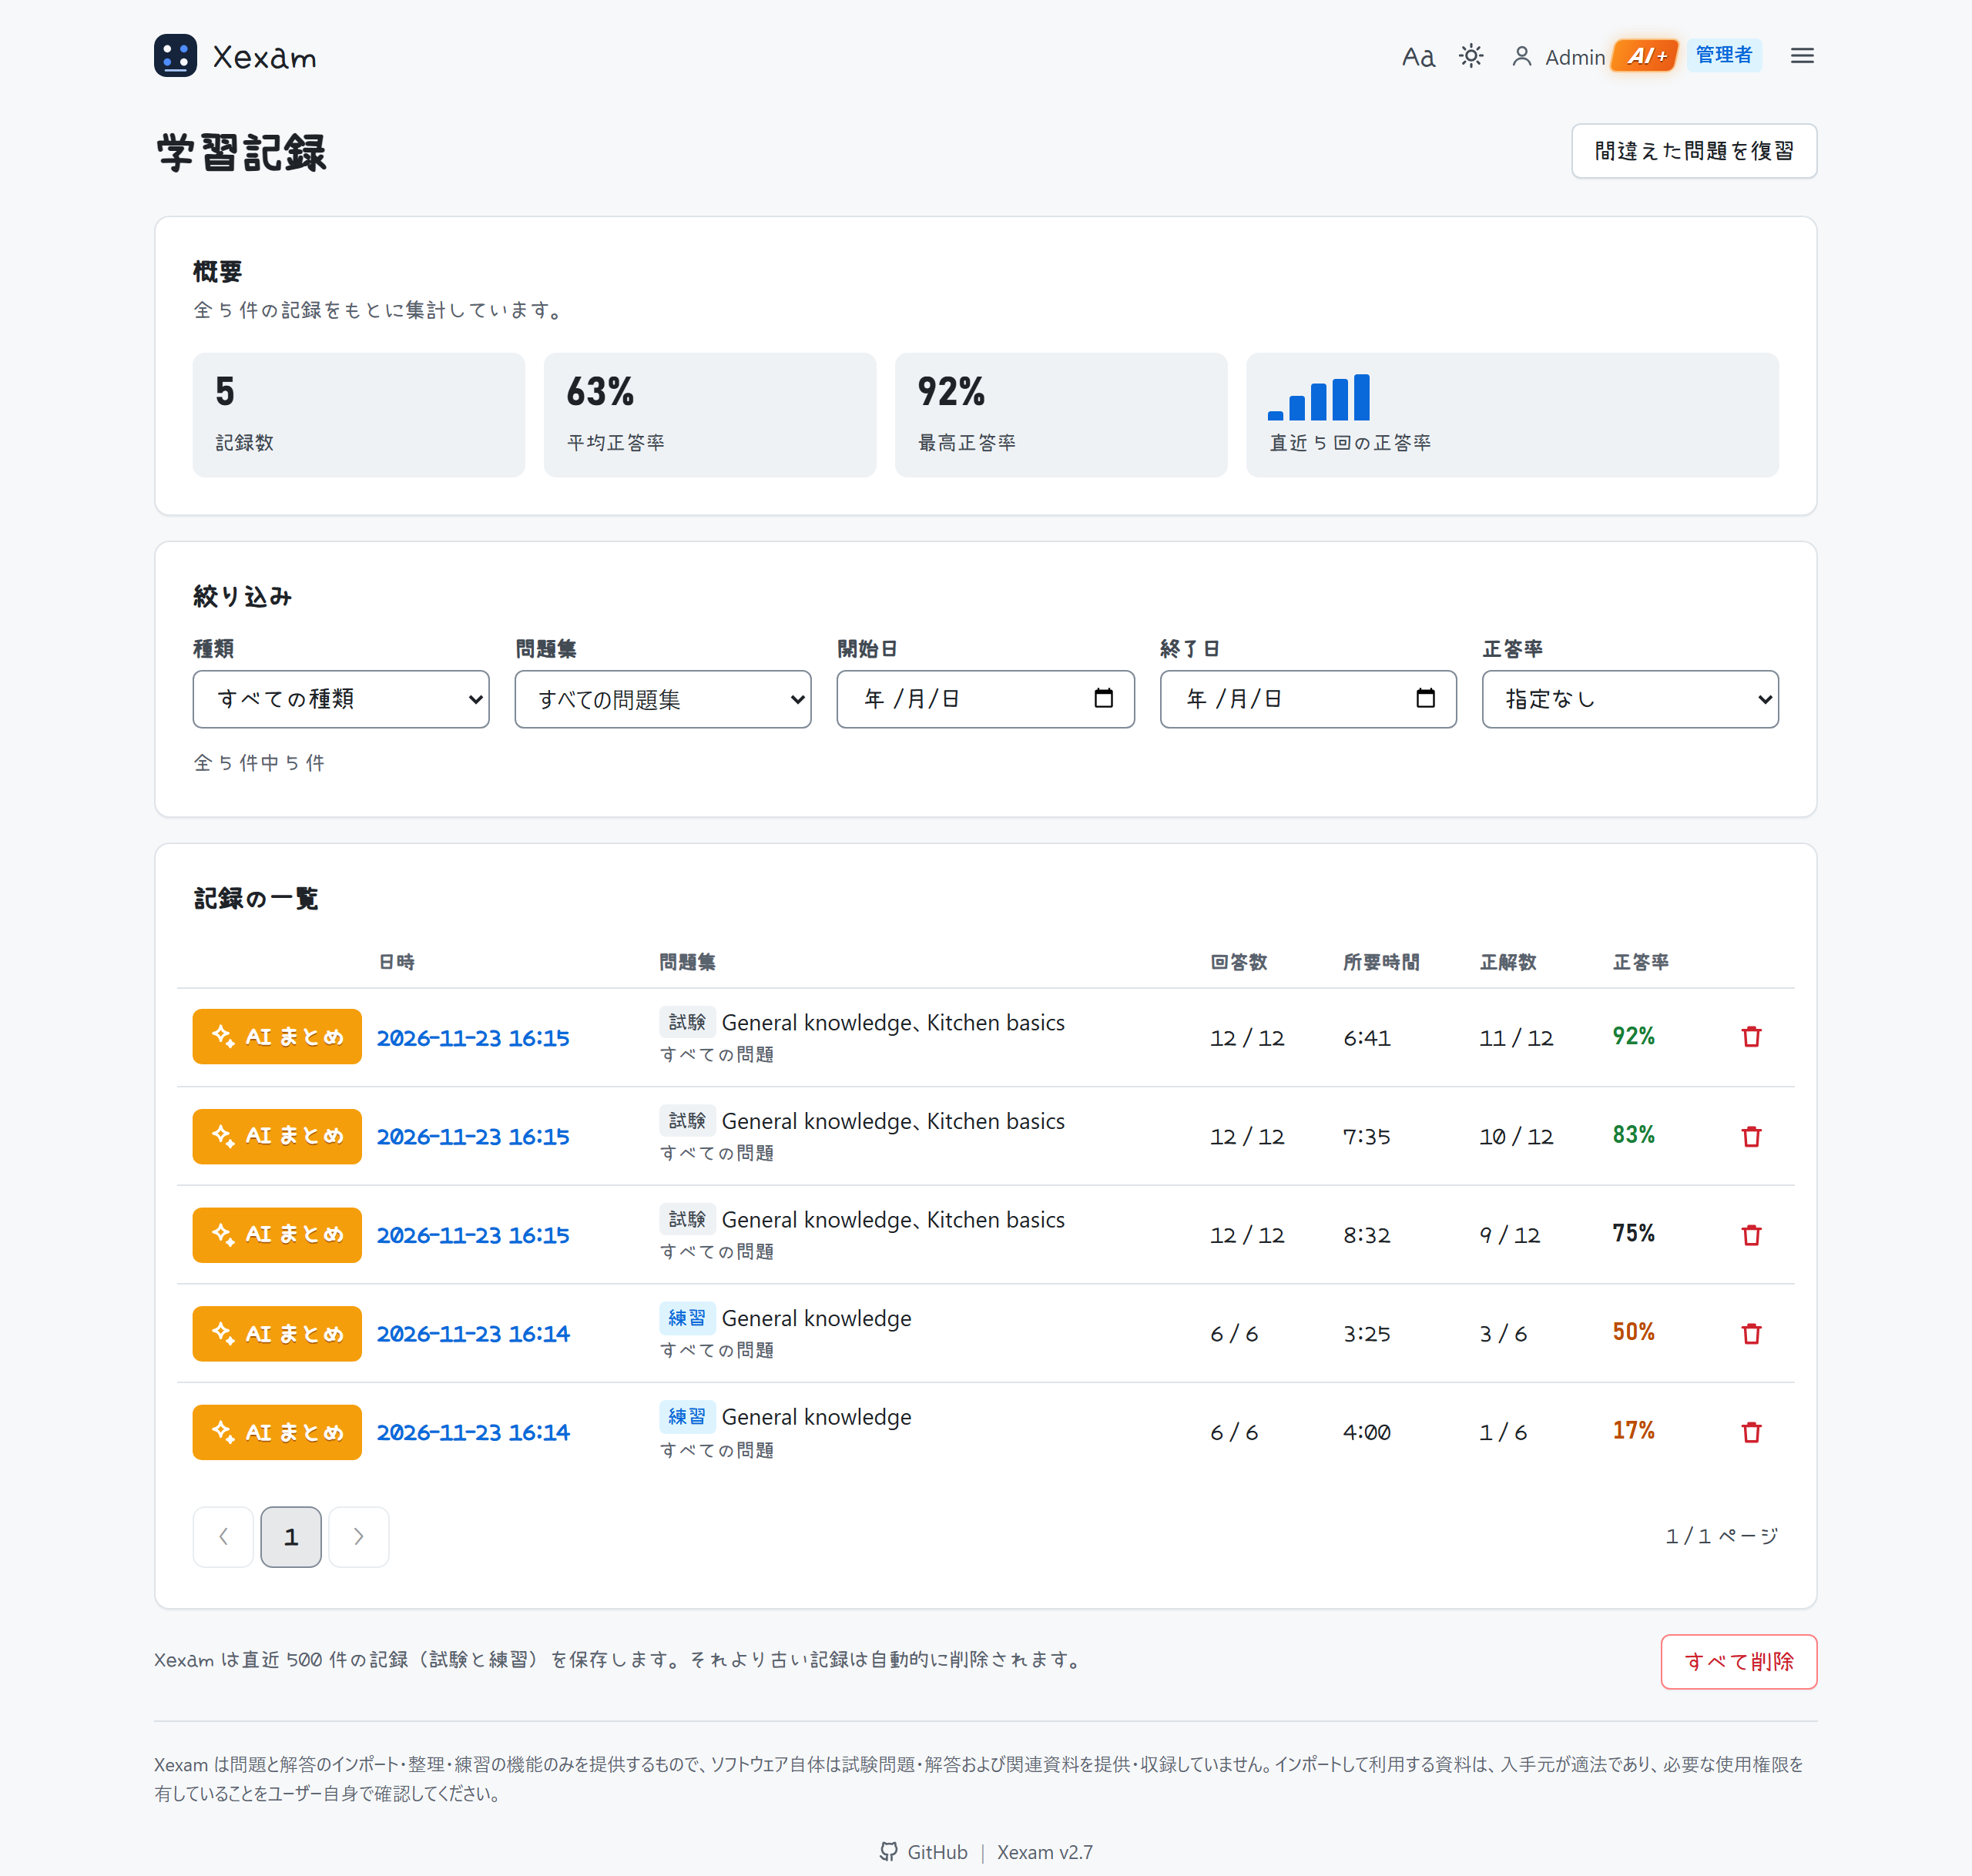 Xexam
Aa Admin AI+ 管理者
学習記録
間違えた問題を復習
概要
全 5 件の記録をもとに集計しています。
5
記録数
63%
平均正答率
92%
最高正答率
直近 5 回の正答率
絞り込み
種類
すべての種類
問題集
すべての問題集
開始日
年 /月/日
終了日
年 /月/日
正答率
指定なし
全 5 件中 5 件
記録の一覧
日時 問題集 回答数 所要時間 正解数 正答率
AI まとめ 2026-11-23 16:15 試験 General knowledge、Kitchen basics 12 / 12 6:41 11 / 12 92%
すべての問題
AI まとめ 2026-11-23 16:15 試験 General knowledge、Kitchen basics 12 / 12 7:35 10 / 12 83%
すべての問題
AI まとめ 2026-11-23 16:15 試験 General knowledge、Kitchen basics 12 / 12 8:32 9 / 12 75%
すべての問題
AI まとめ 2026-11-23 16:14 練習 General knowledge 6 / 6 3:25 3 / 6 50%
すべての問題
AI まとめ 2026-11-23 16:14 練習 General knowledge 6 / 6 4:00 1 / 6 17%
すべての問題
1
1 / 1 ページ
Xexam は直近 500 件の記録（試験と練習）を保存します。それより古い記録は自動的に削除されます。
すべて削除
Xexam は問題と解答のインポート・整理・練習の機能のみを提供するもので、ソフトウェア自体は試験問題・解答および関連資料を提供・収録していません。インポートして利用する資料は、入手元が適法であり、必要な使用権限を
有していることをユーザー自身で確認してください。
GitHub | Xexam v2.7